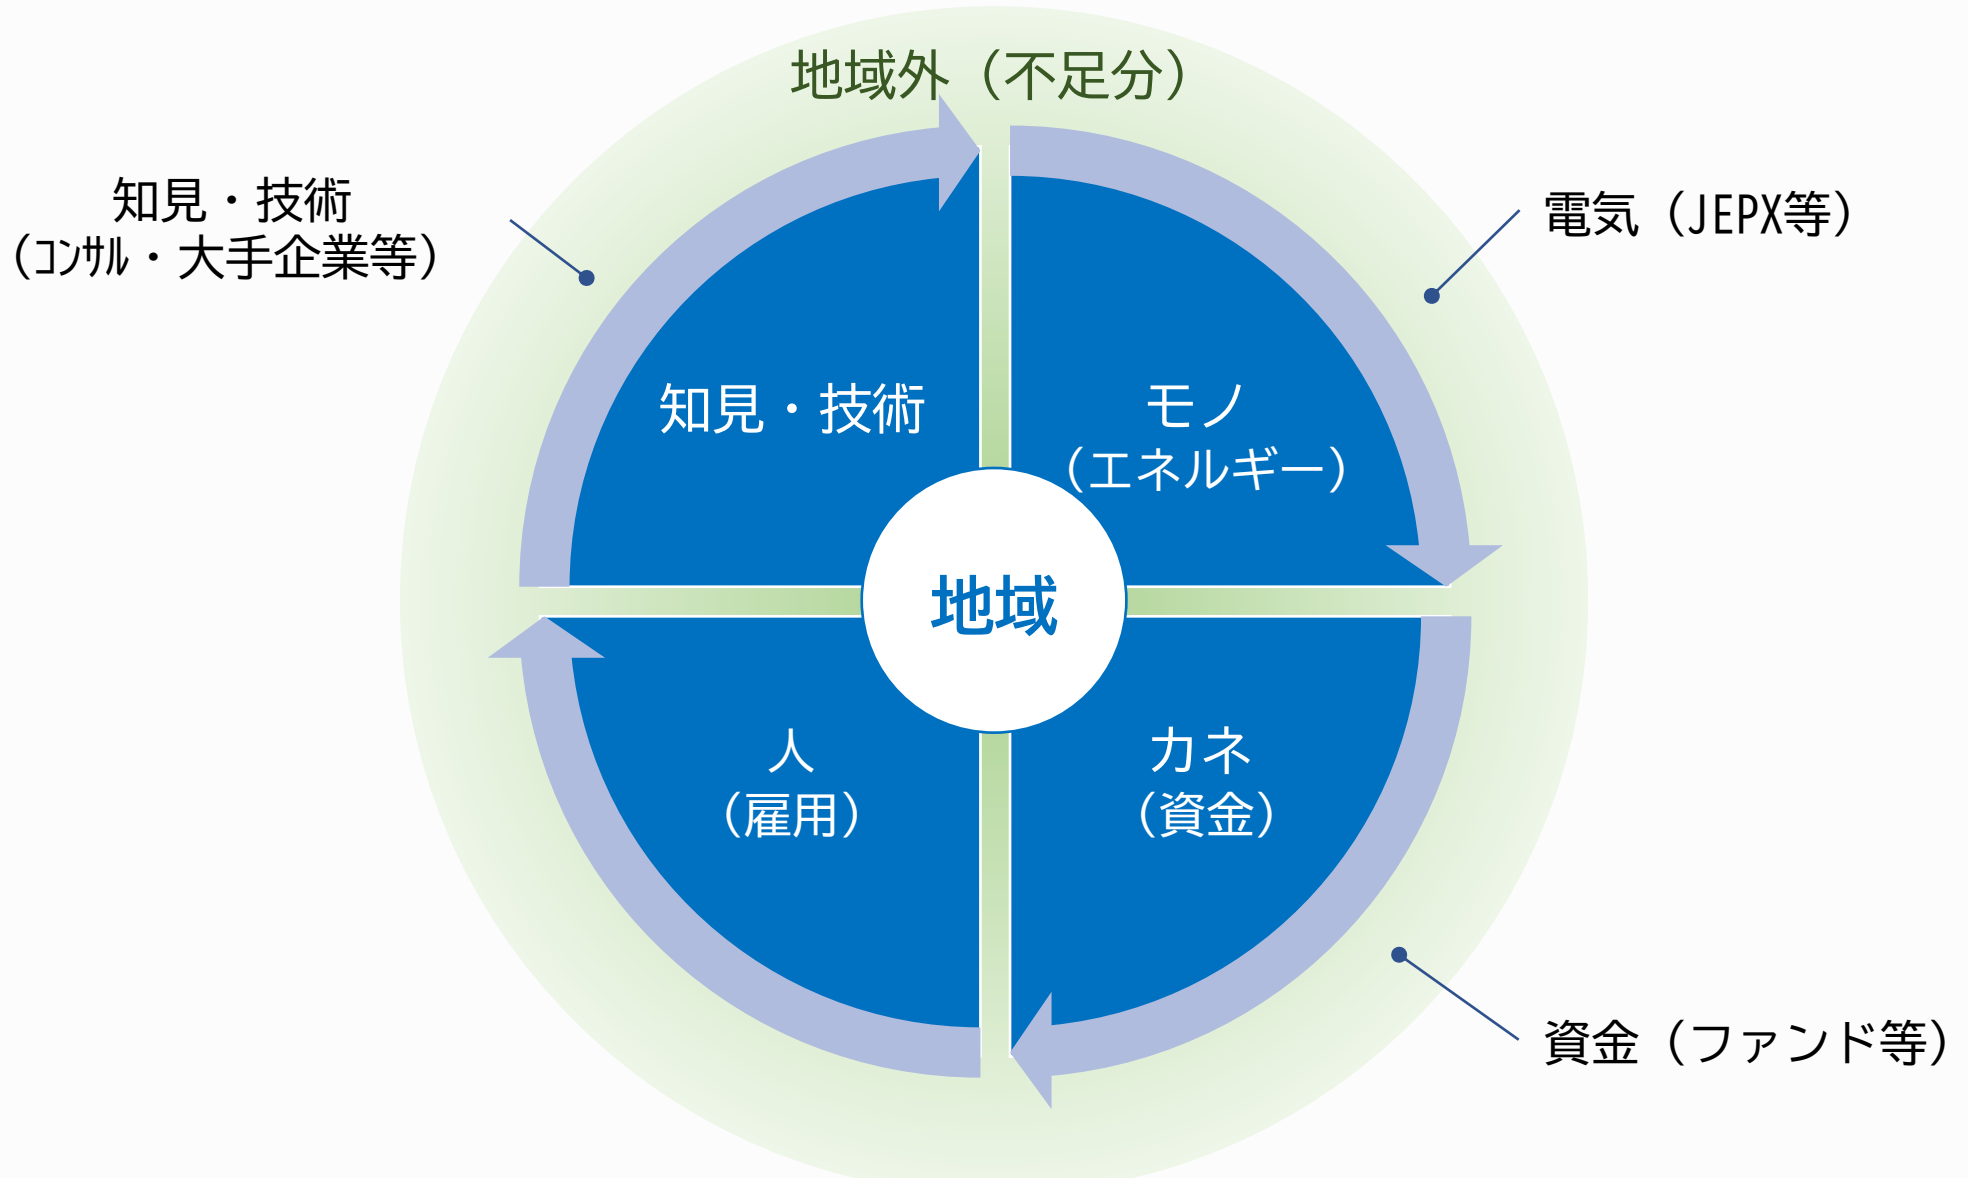 地域外（不足分）
知見・技術
（ｺﾝｻﾙ・大手企業等）
電気（JEPX等）
知見・技術
モノ
（エネルギー）
地域
人
（雇用）
カネ
（資金）
資金（ファンド等）